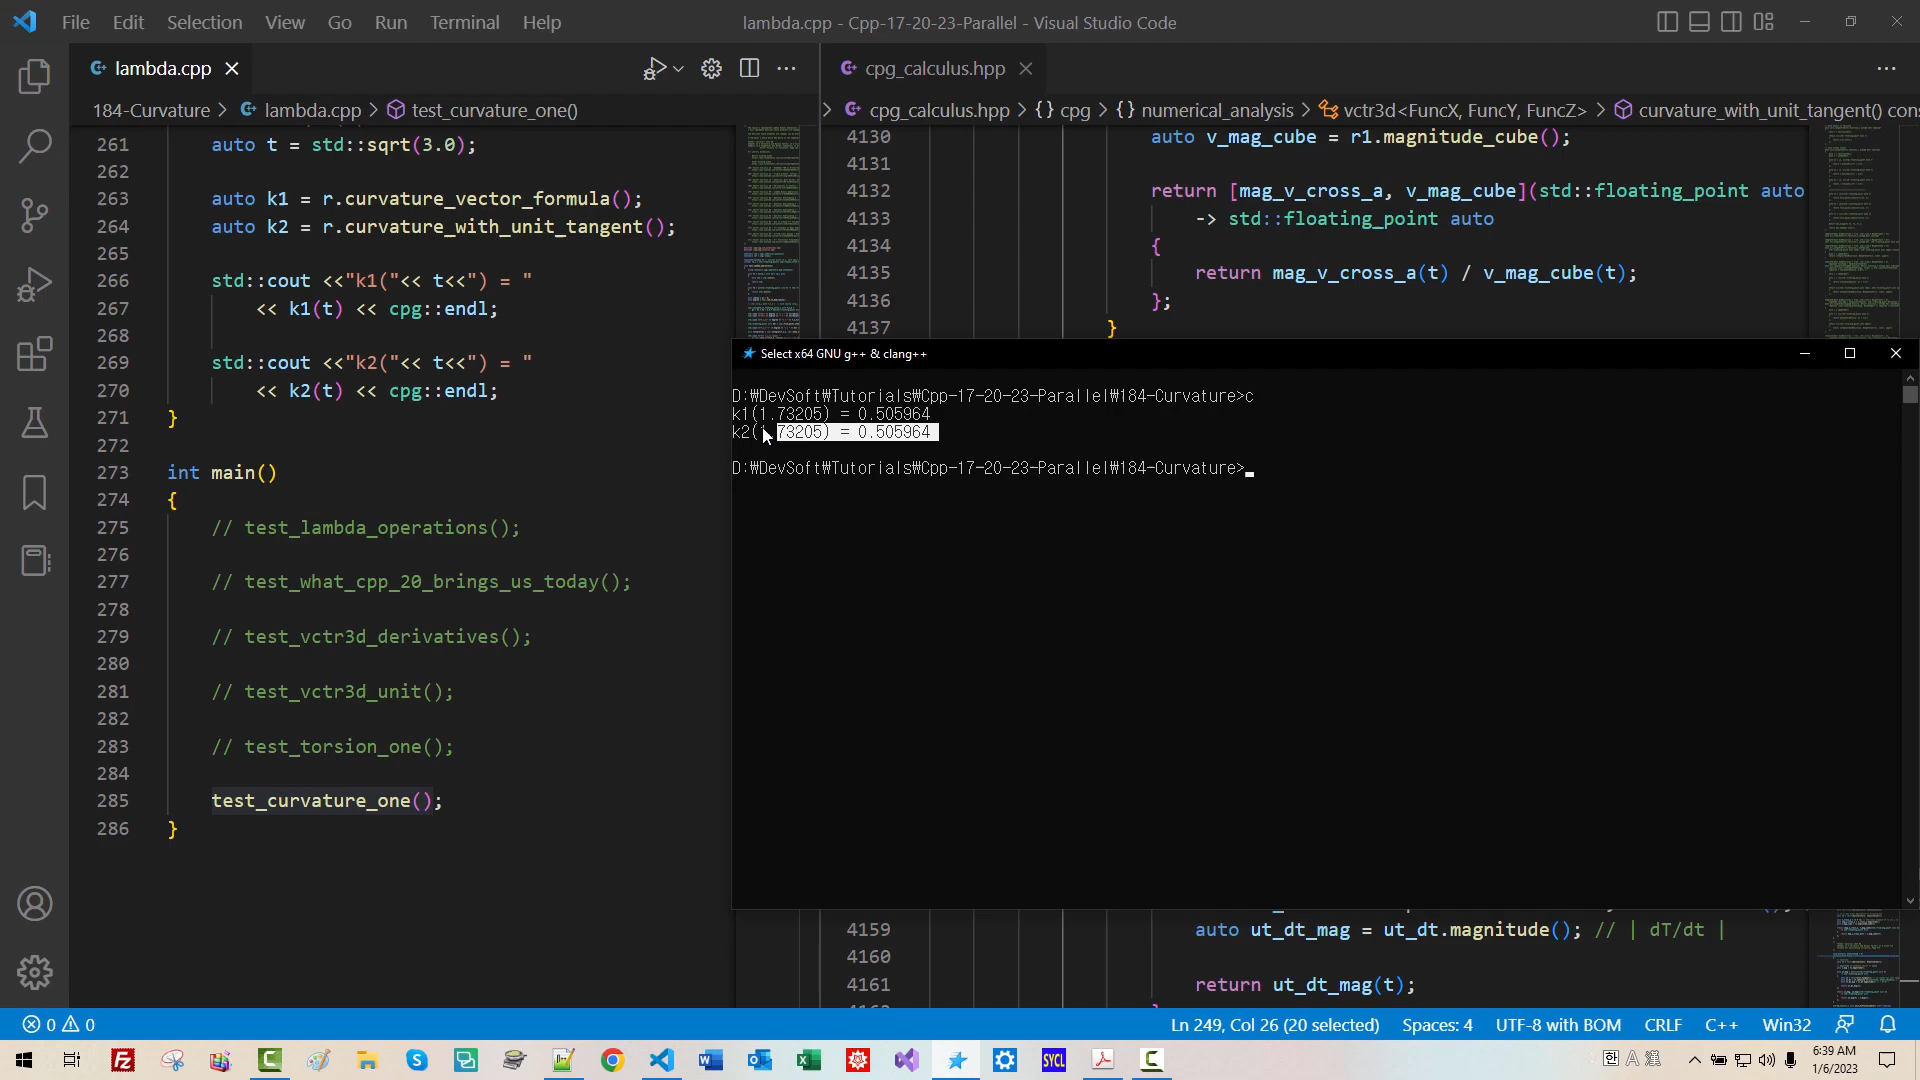 File Edit Selection View Go Run Terminal Help
lambda.cpp - Cpp-17-20-23-Parallel - Visual Studio Code
lambda.cpp
184-Curvature > lambda.cpp > test_curvature_one()
261 auto t = std::sqrt(3.0);
262
263 auto k1 = r.curvature_vector_formula();
264 auto k2 = r.curvature_with_unit_tangent();
265
266 std::cout <<"k1("<< t<<") = "
267 << k1(t) << cpg::endl;
268
269 std::cout <<"k2("<< t<<") = "
270 << k2(t) << cpg::endl;
271 }
272
273 int main()
274 {
275 // test_lambda_operations();
276
277 // test_what_cpp_20_brings_us_today();
278
279 // test_vctr3d_derivatives();
280
281 // test_vctr3d_unit();
282
283 // test_torsion_one();
284
285 test_curvature_one();
286 }
cpg_calculus.hpp
> cpg_calculus.hpp > {} cpg > {} numerical_analysis > vctr3d<FuncX, FuncY, FuncZ> > curvature_with_unit_tangent() cons
4130 auto v_mag_cube = r1.magnitude_cube();
4131
4132 return [mag_v_cross_a, v_mag_cube](std::floating_point auto
4133 -> std::floating_point auto
4134 {
4135 return mag_v_cross_a(t) / v_mag_cube(t);
4136 };
4137 }
Select x64 GNU g++ & clang++
D:₩DevSoft₩Tutorials₩Cpp-17-20-23-Parallel₩184-Curvature>c
k1(1.73205) = 0.505964
k2(1.73205) = 0.505964
D:₩DevSoft₩Tutorials₩Cpp-17-20-23-Parallel₩184-Curvature>
4159 auto ut_dt_mag = ut_dt.magnitude(); // | dT/dt |
4160
4161 return ut_dt_mag(t);
0 0
Ln 249, Col 26 (20 selected) Spaces: 4 UTF-8 with BOM CRLF C++ Win32
SYCL
한 A 漢
6:39 AM
1/6/2023